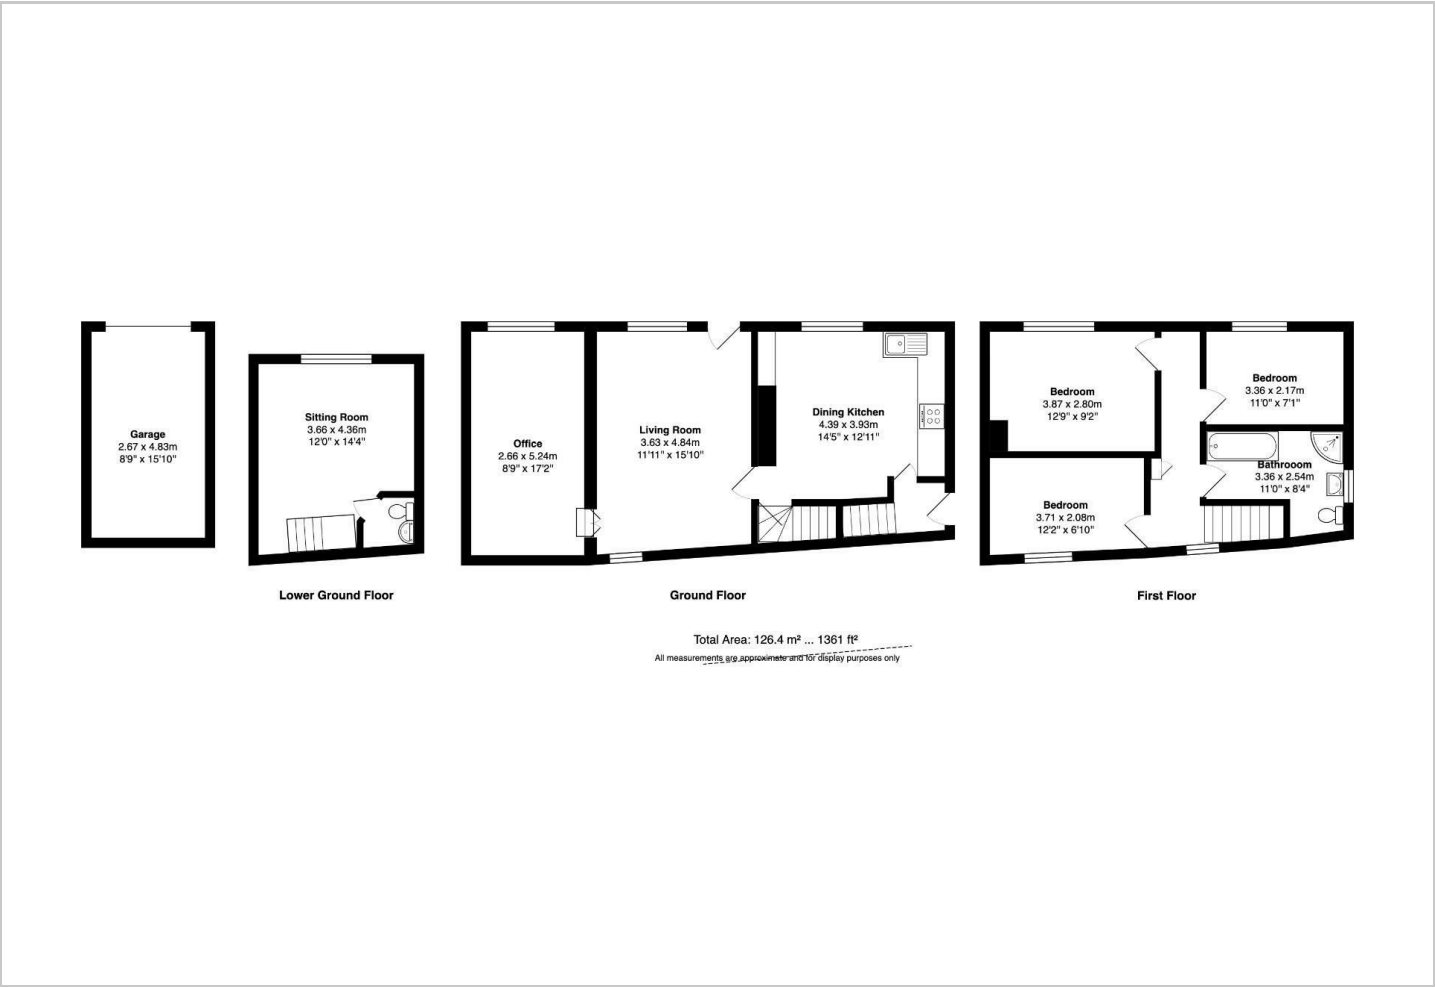 Garage
2.67 x 4.83m
8'9" x 15'10"
Sitting Room
3.66 x 4.36m
12'0" x 14'4"
Lower Ground Floor
Office
2.66 x 5.24m
8'9" x 17'2"
Living Room
3.63 x 4.84m
11'11" x 15'10"
Dining Kitchen
4.39 x 3.93m
14'5" x 12'11"
Ground Floor
Bedroom
3.87 x 2.80m
12'9" x 9'2"
Bedroom
3.36 x 2.17m
11'0" x 7'1"
Bathrooom
3.36 x 2.54m
11'0" x 8'4"
Bedroom
3.71 x 2.08m
12'2" x 6'10"
First Floor
Total Area: 126.4 m² ... 1361 ft²
All measurements are approximate and for display purposes only